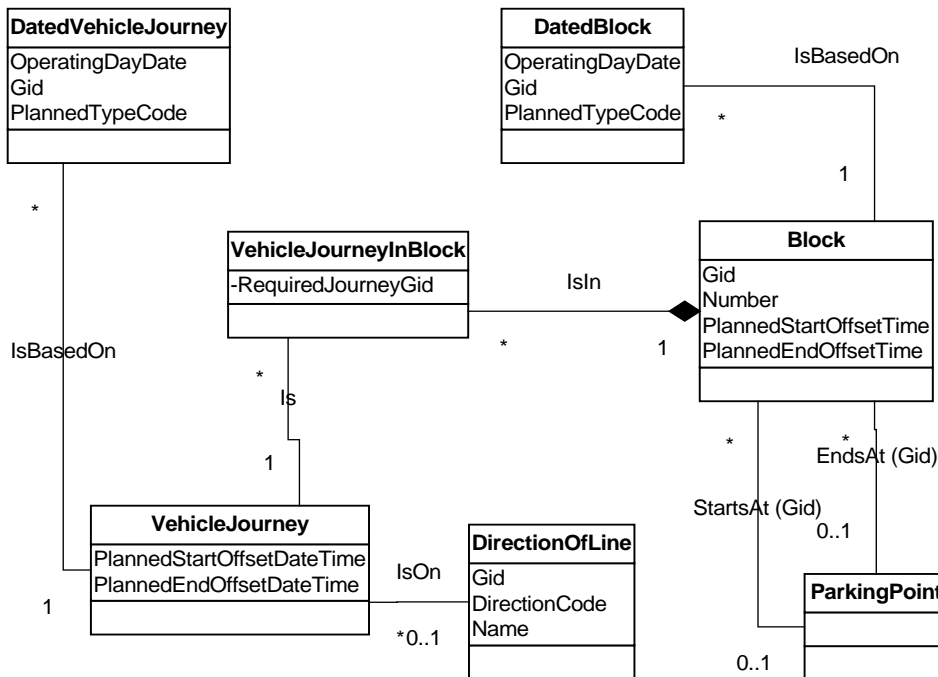 DatedVehicleJourney
OperatingDayDate
Gid
PlannedTypeCode
DatedBlock
OperatingDayDate
Gid
PlannedTypeCode
IsBasedOn
*
1
*
VehicleJourneyInBlock
-RequiredJourneyGid
IsIn
*
1
Block
Gid
Number
PlannedStartOffsetTime
PlannedEndOffsetTime
IsBasedOn
*
Is
1
*
*
EndsAt (Gid)
StartsAt (Gid)
0..1
VehicleJourney
PlannedStartOffsetDateTime
PlannedEndOffsetDateTime
1
IsOn
*0..1
DirectionOfLine
Gid
DirectionCode
Name
ParkingPoint
0..1